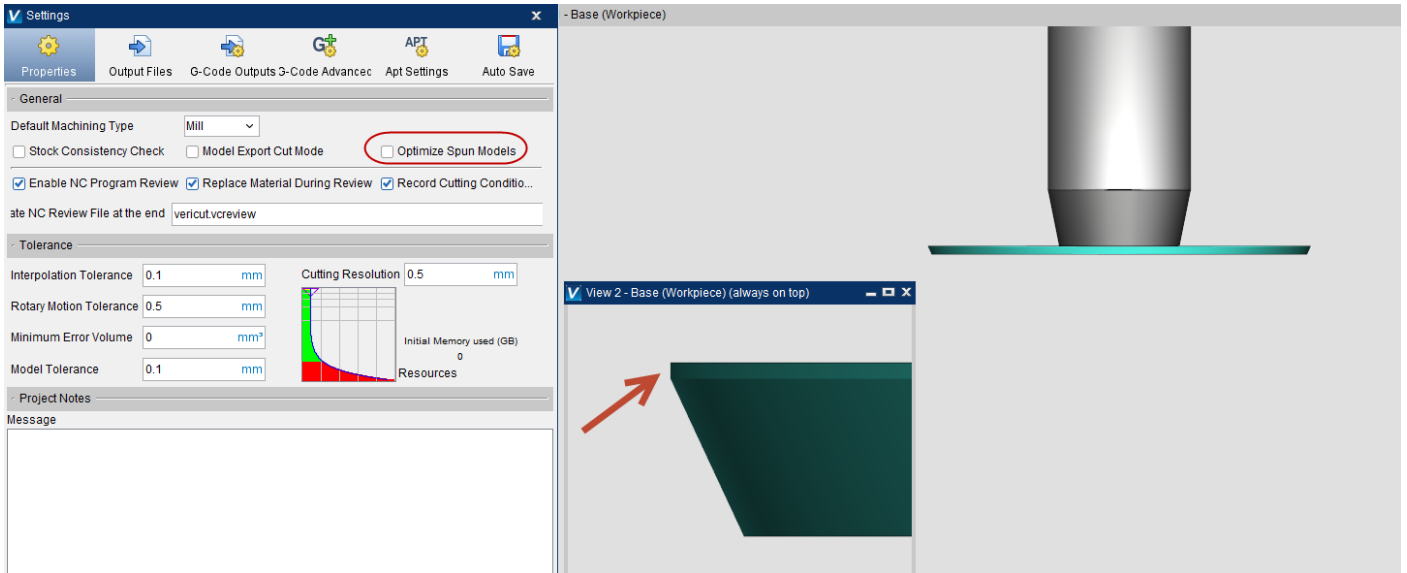 Settings
x
- Base (Workpiece)
Properties
Output Files
G-Code Outputs
G-Code Advanced
Apt Settings
Auto Save
General
Default Machining Type
Mill
Stock Consistency Check
Model Export Cut Mode
Optimize Spun Models
Enable NC Program Review
Replace Material During Review
Record Cutting Conditio...
ate NC Review File at the end
vericut.vcreview
Tolerance
Interpolation Tolerance 0.1 mm
Cutting Resolution 0.5 mm
Rotary Motion Tolerance 0.5 mm
Minimum Error Volume 0 mm³
Initial Memory used (GB)
0
Model Tolerance 0.1 mm
Resources
Project Notes
Message
View 2 - Base (Workpiece) (always on top)